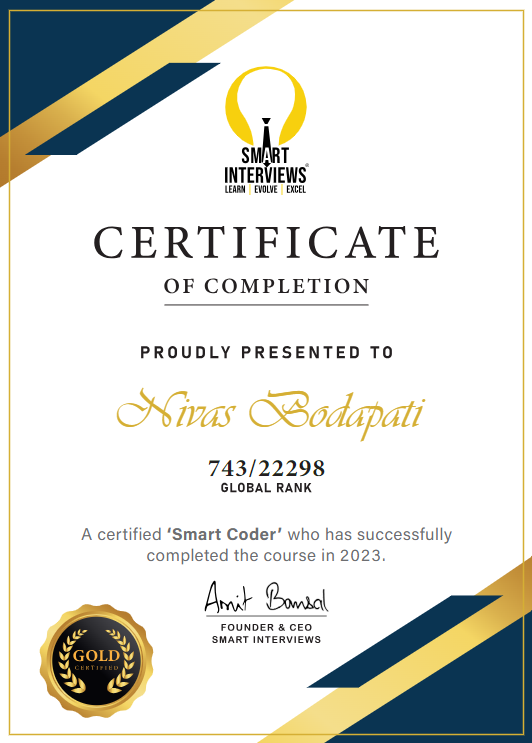 SMART
INTERVIEWS®
LEARN | EVOLVE | EXCEL
CERTIFICATE
OF COMPLETION
PROUDLY PRESENTED TO
Nivas Bodapati
743/22298
GLOBAL RANK
A certified ‘Smart Coder’ who has successfully
completed the course in 2023.
Amit Bansal
FOUNDER & CEO
SMART INTERVIEWS
GOLD
CERTIFIED